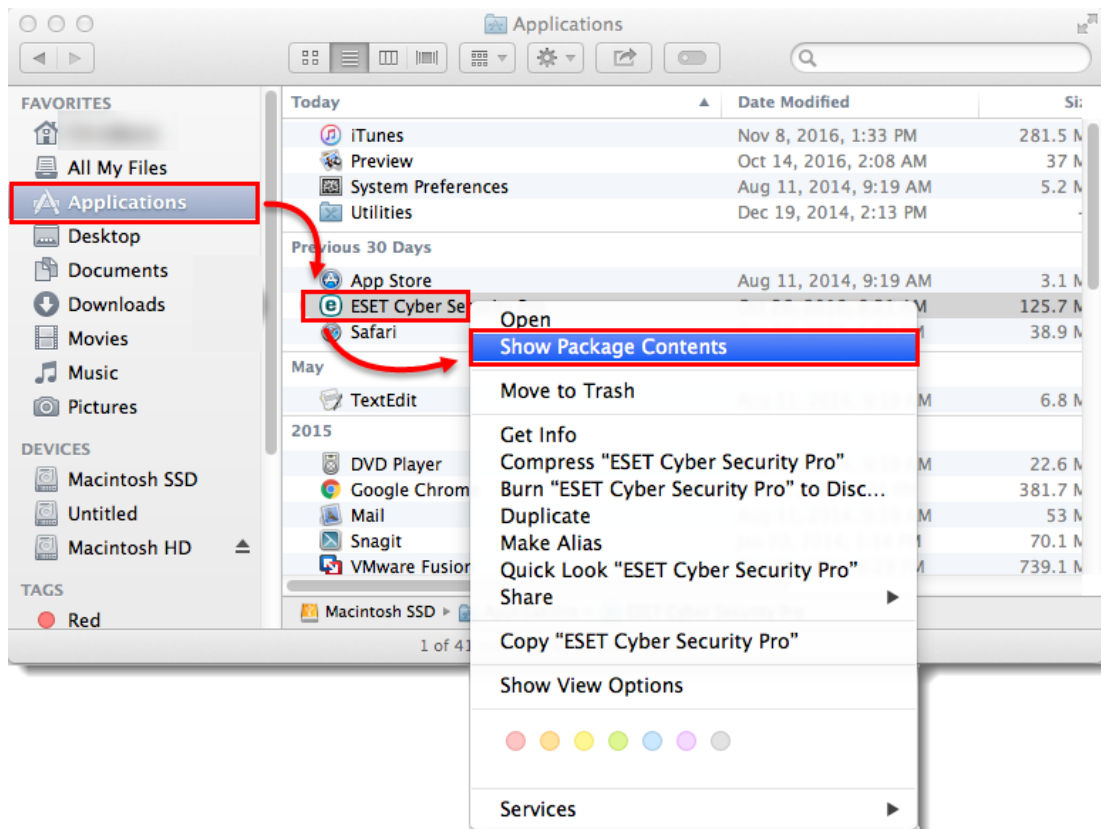 Applications
FAVORITES
All My Files
Applications
Desktop
Documents
Downloads
Movies
Music
Pictures
DEVICES
Macintosh SSD
Untitled
Macintosh HD
TAGS
Red
Today Date Modified
iTunes Nov 8, 2016, 1:33 PM 281.5 M
Preview Oct 14, 2016, 2:08 AM 37 M
System Preferences Aug 11, 2014, 9:19 AM 5.2 M
Utilities Dec 19, 2014, 2:13 PM -
Previous 30 Days
App Store Aug 11, 2014, 9:19 AM 3.1 M
ESET Cyber 125.7 M
Safari 38.9 M
May
TextEdit 6.8 M
2015
DVD Player 22.6 M
Google Chrom 381.7 M
Mail 53 M
Snagit 70.1 M
VMware Fusion 739.1 M
Macintosh SSD
1 of 41
Open
Show Package Contents
Move to Trash
Get Info
Compress “ESET Cyber Security Pro”
Burn “ESET Cyber Security Pro” to Disc...
Duplicate
Make Alias
Quick Look “ESET Cyber Security Pro”
Share
Copy “ESET Cyber Security Pro”
Show View Options
Services